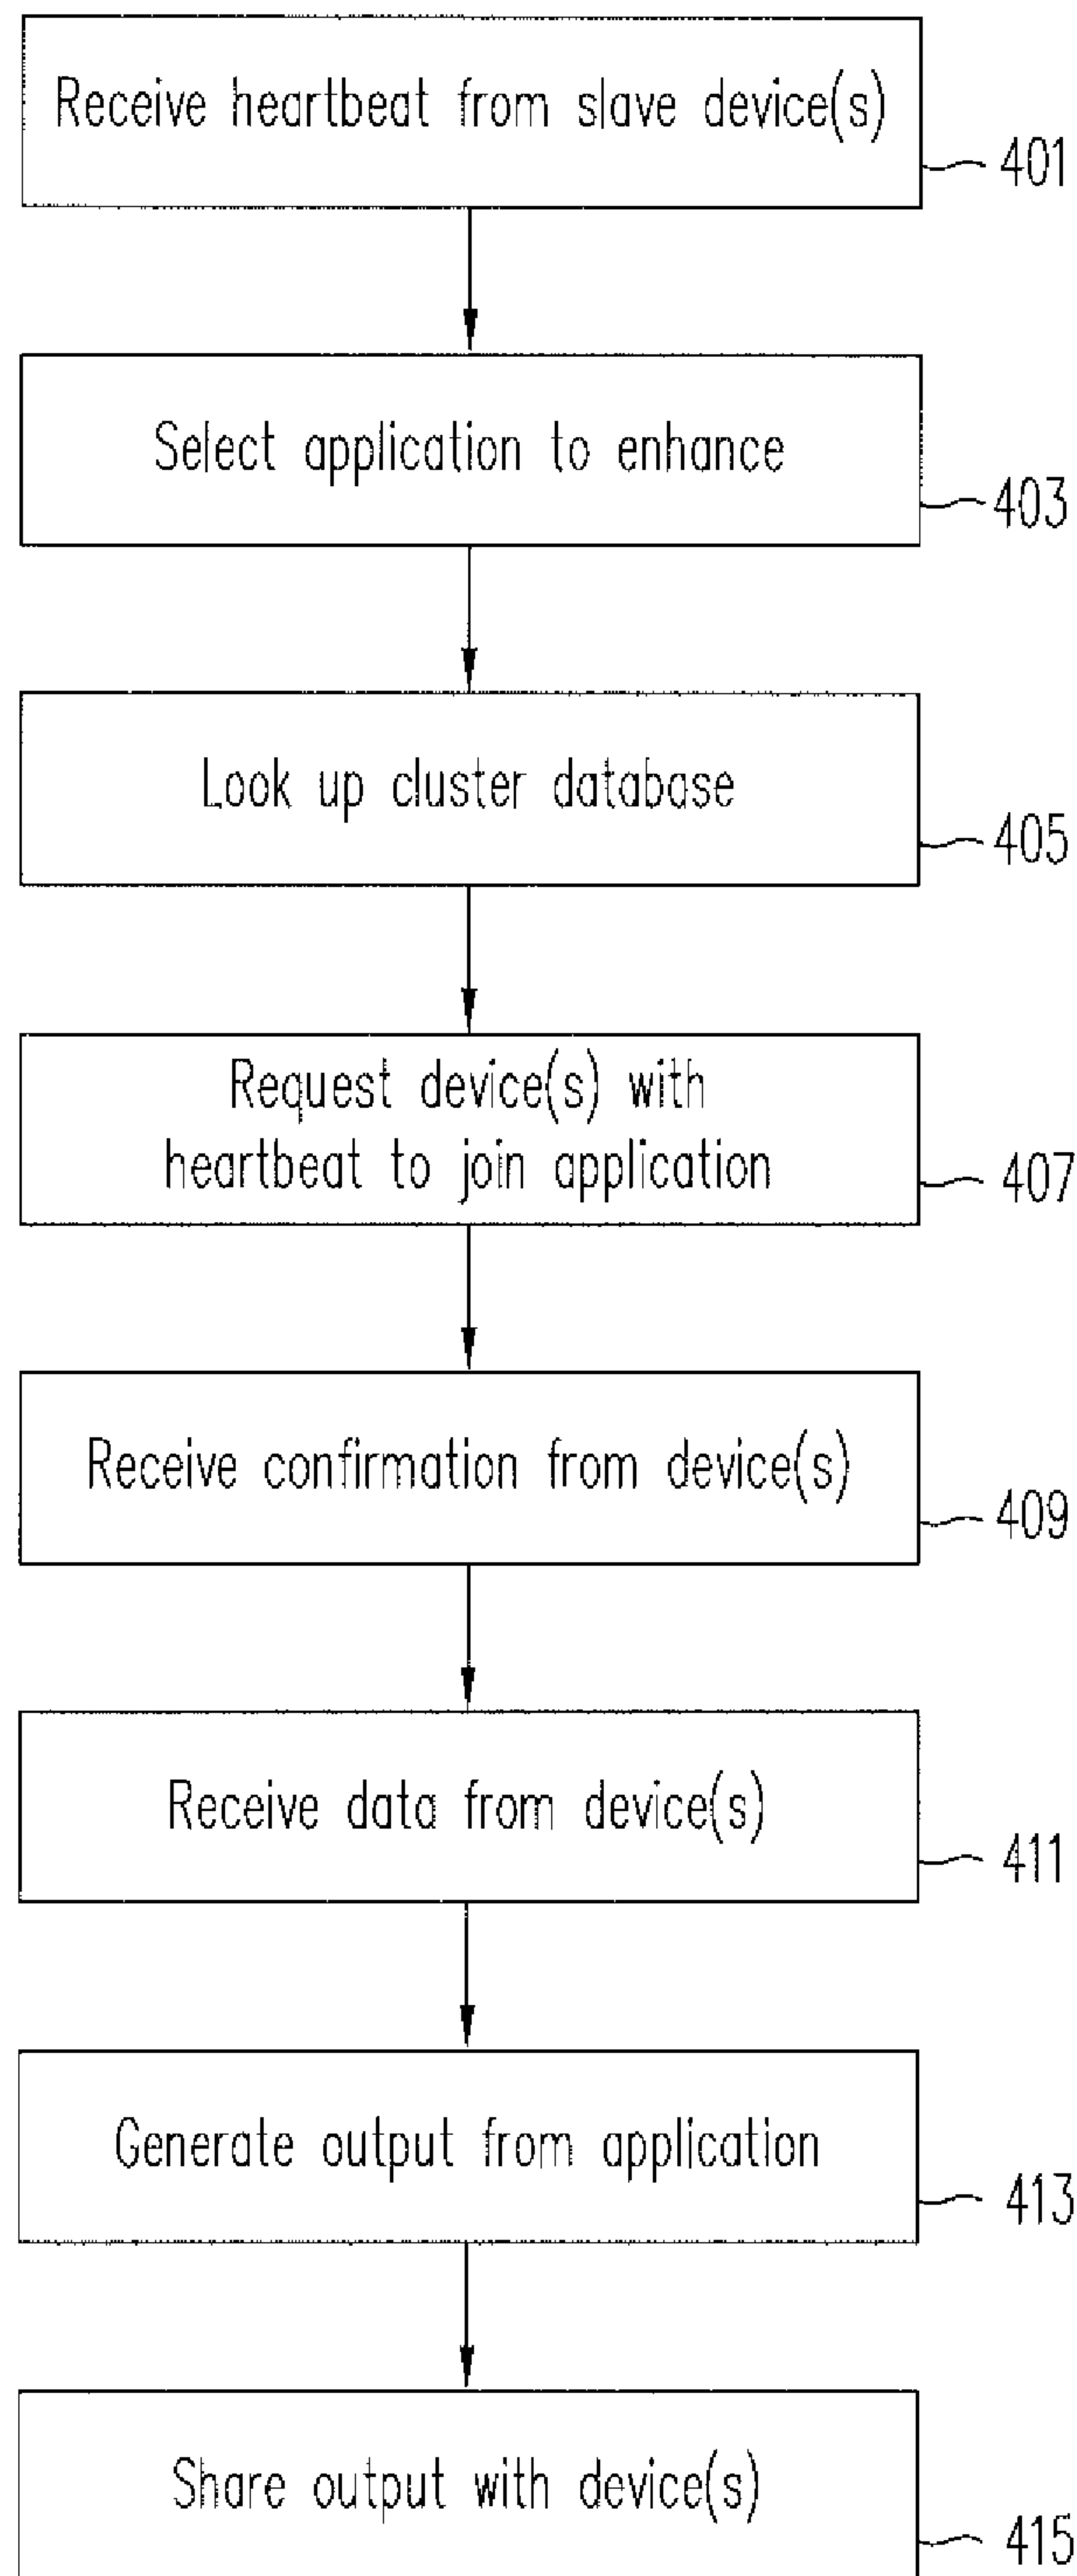 Receive heartbeat from slave device(s)
401
Select application to enhance
403
Look up cluster database
405
Request device(s) with
heartbeat to join application
407
Receive confirmation from device(s)
409
Receive data from device(s)
411
Generate output from application
413
Share output with device(s)
415